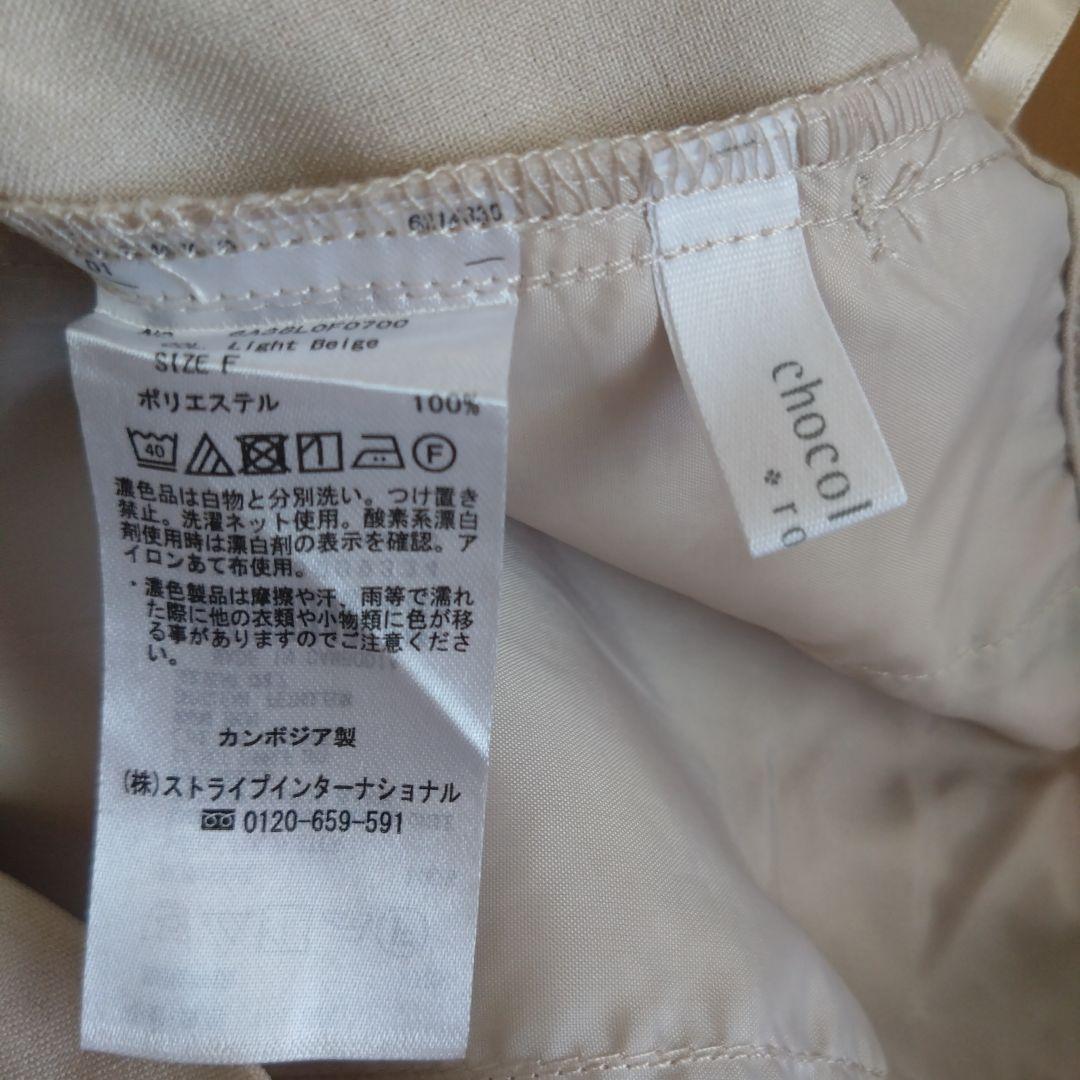 01
COL. Light Beige
SIZE F
ポリエステル 100%
40
F
濃色品は白物と分別洗い。つけ置き
禁止。洗濯ネット使用。酸素系漂白
剤使用時は漂白剤の表示を確認。ア
イロンあて布使用。
・濃色製品は摩擦や汗、雨等で濡れ
た際に他の衣類や小物類に色が移
る事がありますのでご注意くださ
い。
カンボジア製
(株)ストライプインターナショナル
0120-659-591
chocol